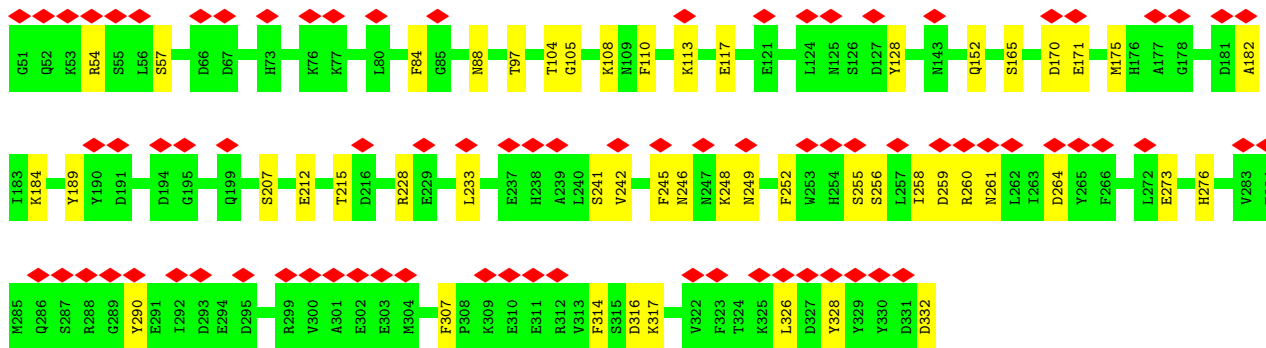 G51 Q52 K53 R54 S55 L56 S57 D66 D67 H73 K76 K77 L80 F84 G85 N88 T97 T104 G105 K108 N109 F110 K113 E117 E121 L124 N125 S126 D127 Y128 N143 Q152 S165 D170 E171 M175 H176 A177 G178 D181 A182
I183 K184 Y189 Y190 D191 D194 G195 Q199 S207 E212 T215 D216 R228 E229 L233 E237 H238 A239 L240 S241 V242 F245 N246 N247 K248 N249 F252 W253 H254 S255 S256 L257 I258 D259 R260 N261 L262 I263 D264 Y265 F266 L272 E273 H276 V283
M285 Q286 S287 R288 G289 Y290 E291 I292 D293 E294 D295 R299 V300 A301 E302 E303 M304 F307 P308 K309 E310 E311 R312 V313 F314 S315 D316 K317 V322 F323 T324 K325 L326 D327 Y328 Y329 Y330 D331 D332